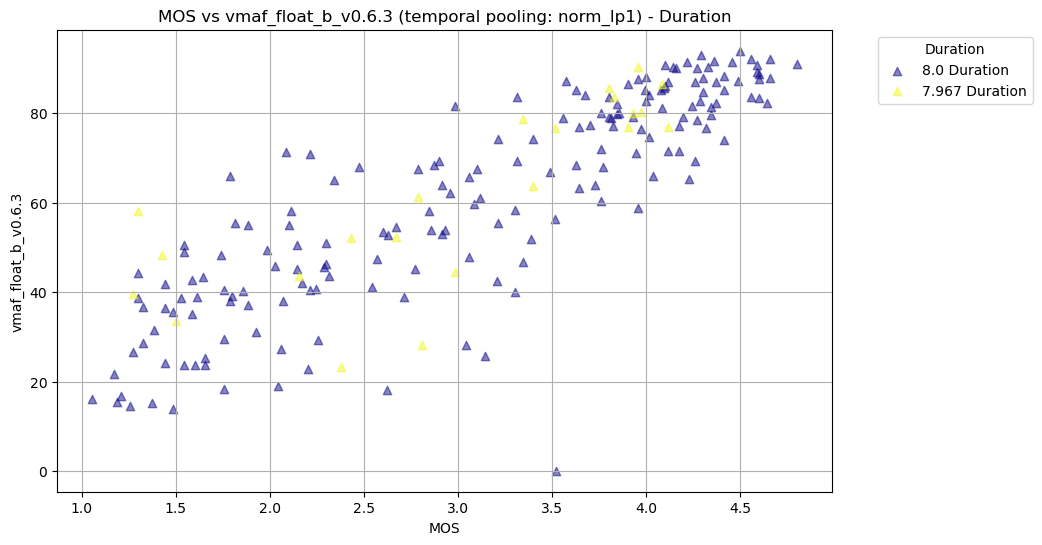 MOS vs vmaf_float_b_v0.6.3 (temporal pooling: norm_lp1) - Duration
Duration
8.0 Duration
7.967 Duration
vmaf_float_b_v0.6.3
80
60
40
20
0
1.0 1.5 2.0 2.5 3.0 3.5 4.0 4.5
MOS